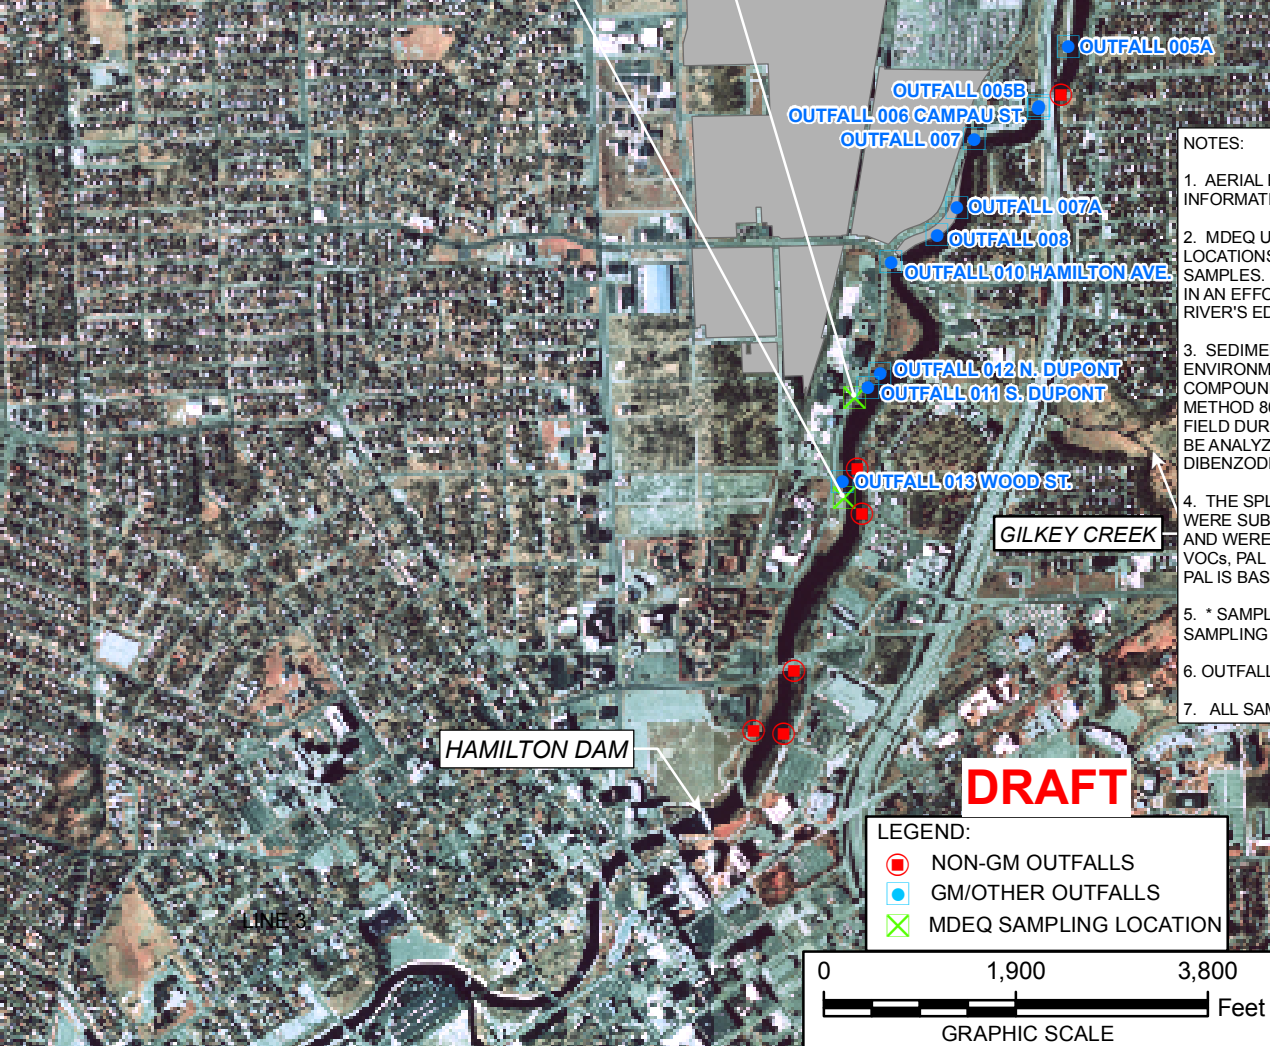 OUTFALL 005A
OUTFALL 005B
OUTFALL 006 CAMPAU ST.
OUTFALL 007
OUTFALL 007A
OUTFALL 008
OUTFALL 010 HAMILTON AVE.
OUTFALL 012 N. DUPONT
OUTFALL 011 S. DUPONT
OUTFALL 013 WOOD ST.
NOTES:
1. AERIAL
INFORMATI
2. MDEQ U
LOCATIONS
SAMPLES.
IN AN EFFO
RIVER'S ED
3. SEDIME
ENVIRONM
COMPOUN
METHOD 80
FIELD DUR
BE ANALYZ
DIBENZODI
4. THE SPL
WERE SUB
AND WERE
VOCs, PAL
PAL IS BAS
5. * SAMPL
SAMPLING
6. OUTFALL
7. ALL SAM
GILKEY CREEK
HAMILTON DAM
LINE 3
DRAFT
LEGEND:
NON-GM OUTFALLS
GM/OTHER OUTFALLS
MDEQ SAMPLING LOCATION
0 1,900 3,800
Feet
GRAPHIC SCALE